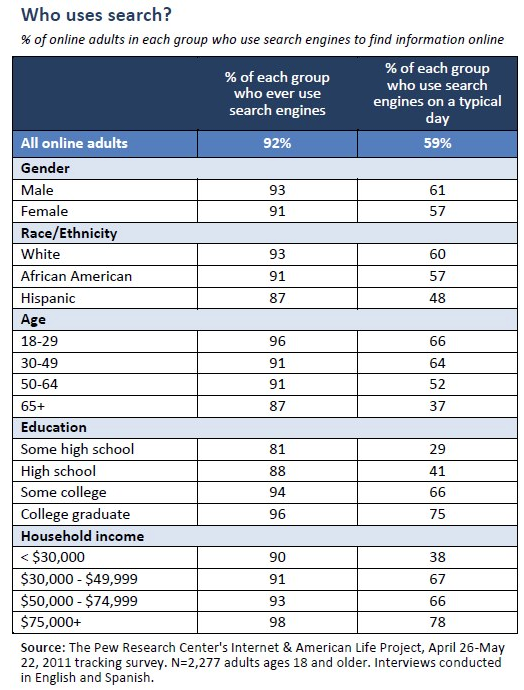 Who uses search?
% of online adults in each group who use search engines to find information online
% of each group
who ever use
search engines
% of each group
who use search
engines on a typical
day
All online adults 92% 59%
Gender
Male 93 61
Female 91 57
Race/Ethnicity
White 93 60
African American 91 57
Hispanic 87 48
Age
18-29 96 66
30-49 91 64
50-64 91 52
65+ 87 37
Education
Some high school 81 29
High school 88 41
Some college 94 66
College graduate 96 75
Household income
< $30,000 90 38
$30,000 - $49,999 91 67
$50,000 - $74,999 93 66
$75,000+ 98 78
Source: The Pew Research Center's Internet & American Life Project, April 26-May
22, 2011 tracking survey. N=2,277 adults ages 18 and older. Interviews conducted
in English and Spanish.